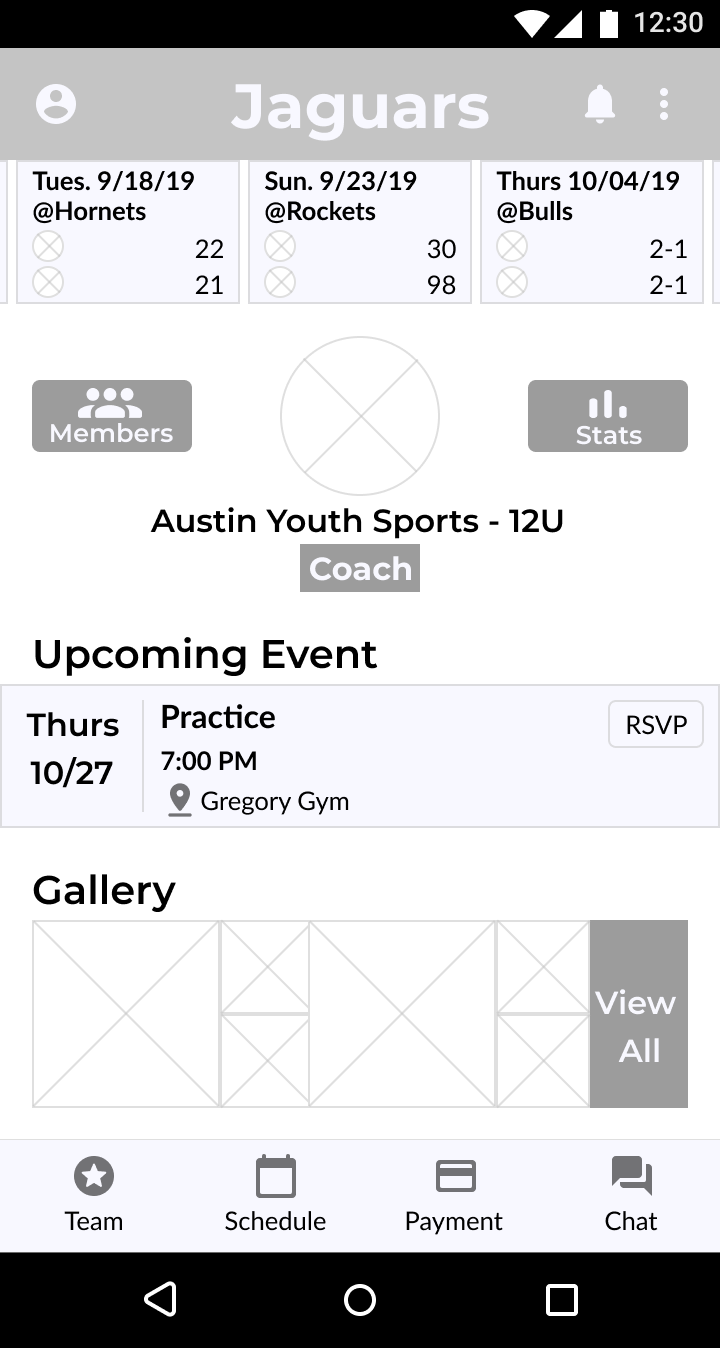 12:30
Jaguars
Tues. 9/18/19
@Hornets
22
21
Sun. 9/23/19
@Rockets
30
98
Thurs 10/04/19
@Bulls
2-1
2-1
Members
Stats
Austin Youth Sports - 12U
Coach
Upcoming Event
Thurs
10/27
Practice
7:00 PM
Gregory Gym
RSVP
Gallery
View
All
Team
Schedule
Payment
Chat